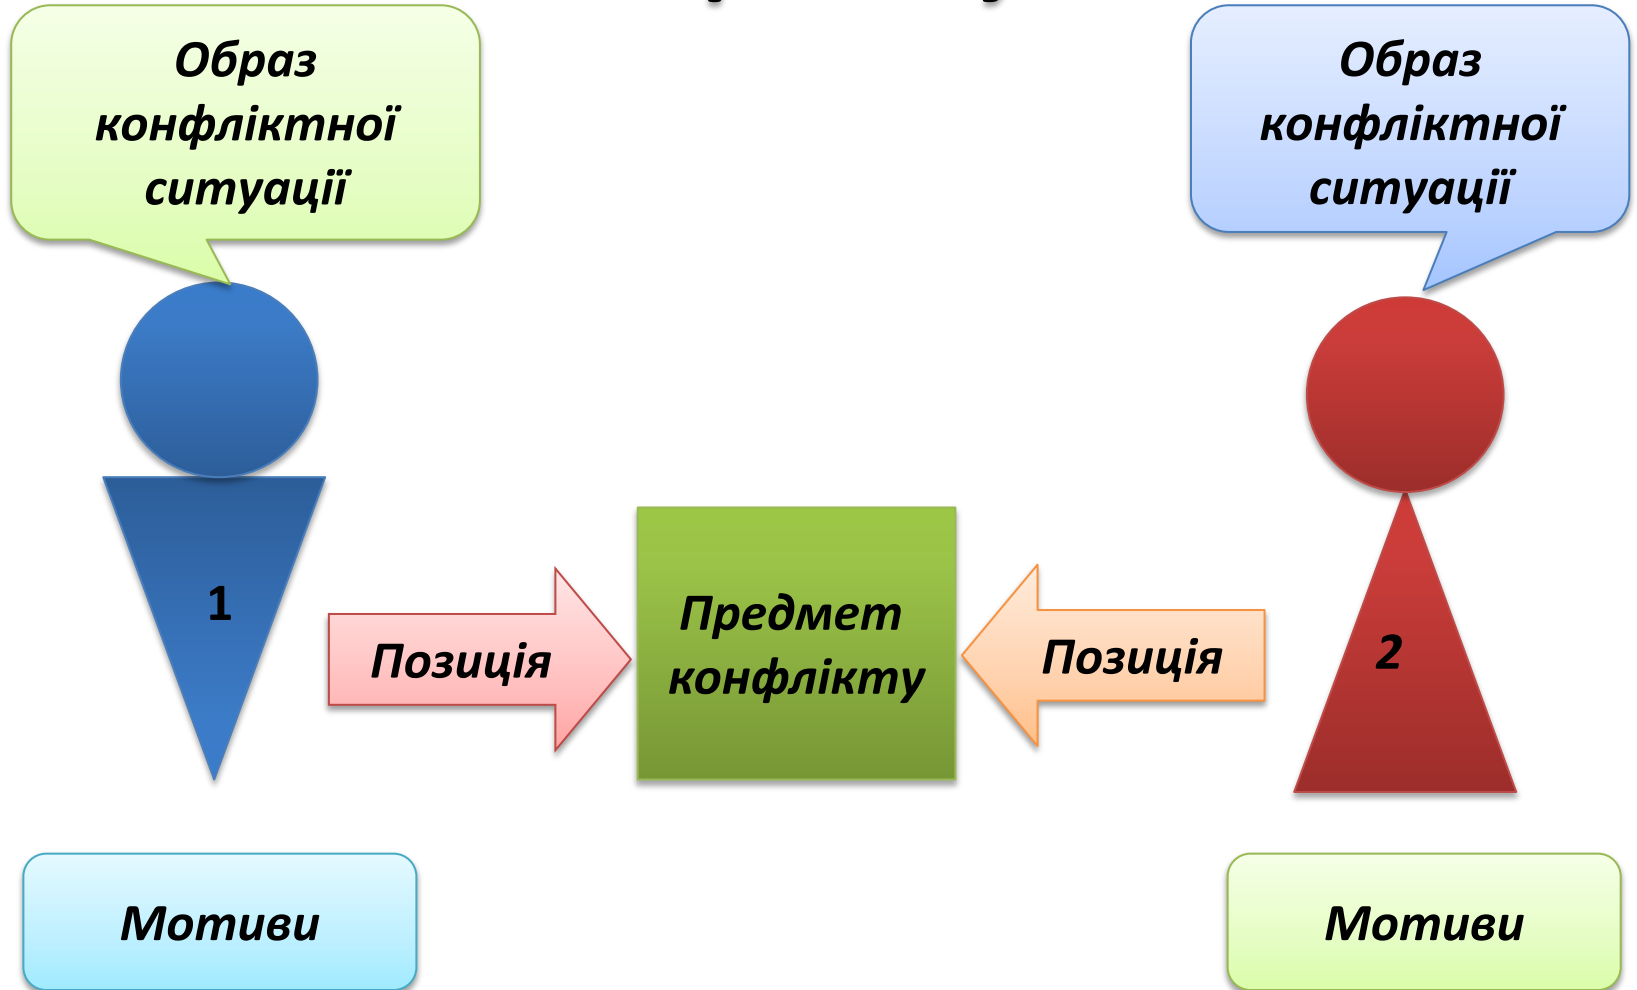 Образ
конфліктної
ситуації
Образ
конфліктної
ситуації
1
Позиція
Предмет
конфлікту
Позиція
2
Мотиви
Мотиви